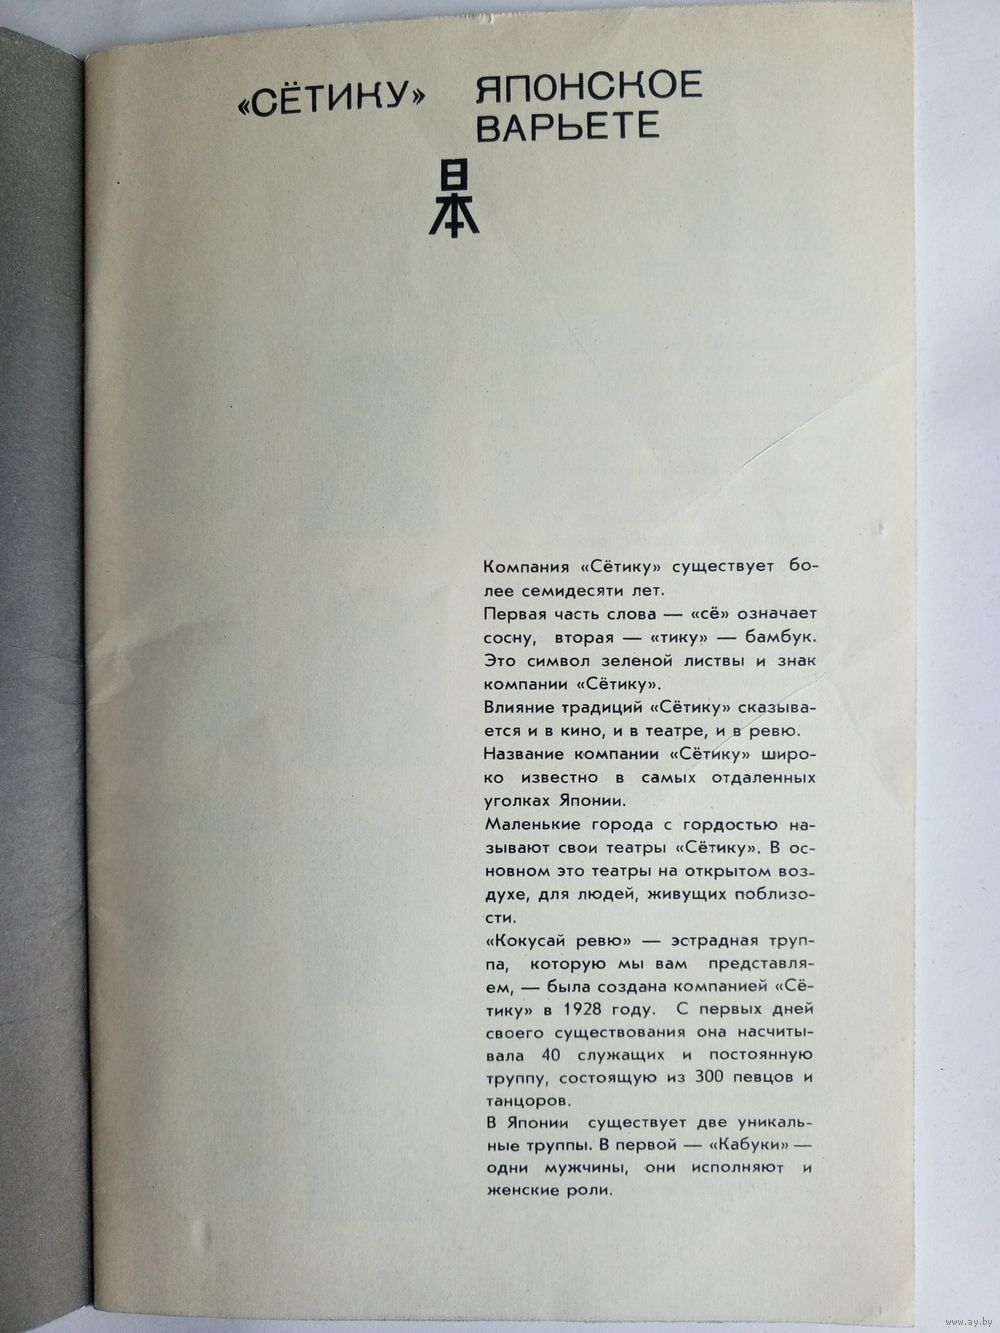 «СЁТИКУ» ЯПОНСКОЕ
ВАРЬЕТЕ
日
本
Компания «Сётику» существует бо-
лее семидесяти лет.
Первая часть слова — «сё» означает
сосну, вторая — «тику» — бамбук.
Это символ зеленой листвы и знак
компании «Сётику».
Влияние традиций «Сётику» сказыва-
ется и в кино, и в театре, и в ревю.
Название компании «Сётику» широ-
ко известно в самых отдаленных
уголках Японии.
Маленькие города с гордостью на-
зывают свои театры «Сётику». В ос-
новном это театры на открытом воз-
духе, для людей, живущих поблизо-
сти.
«Кокусай ревю» — эстрадная труп-
па, которую мы вам представля-
ем, — была создана компанией «Сё-
тику» в 1928 году. С первых дней
своего существования она насчиты-
вала 40 служащих и постоянную
труппу, состоящую из 300 певцов и
танцоров.
В Японии существует две уникаль-
ные труппы. В первой — «Кабуки» —
одни мужчины, они исполняют и
женские роли.
www.ay.by